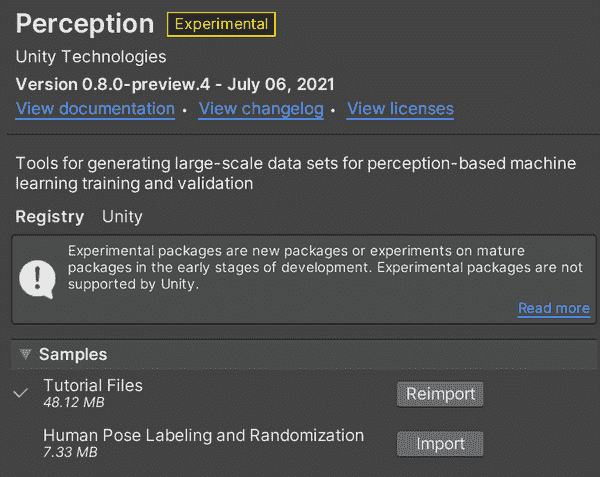 Perception Experimental
Unity Technologies
Version 0.8.0-preview.4 - July 06, 2021
View documentation • View changelog • View licenses
Tools for generating large-scale data sets for perception-based machine
learning training and validation
Registry Unity
Experimental packages are new packages or experiments on mature
packages in the early stages of development. Experimental packages are not
supported by Unity.
Read more
Samples
Tutorial Files
48.12 MB
Reimport
Human Pose Labeling and Randomization
7.33 MB
Import